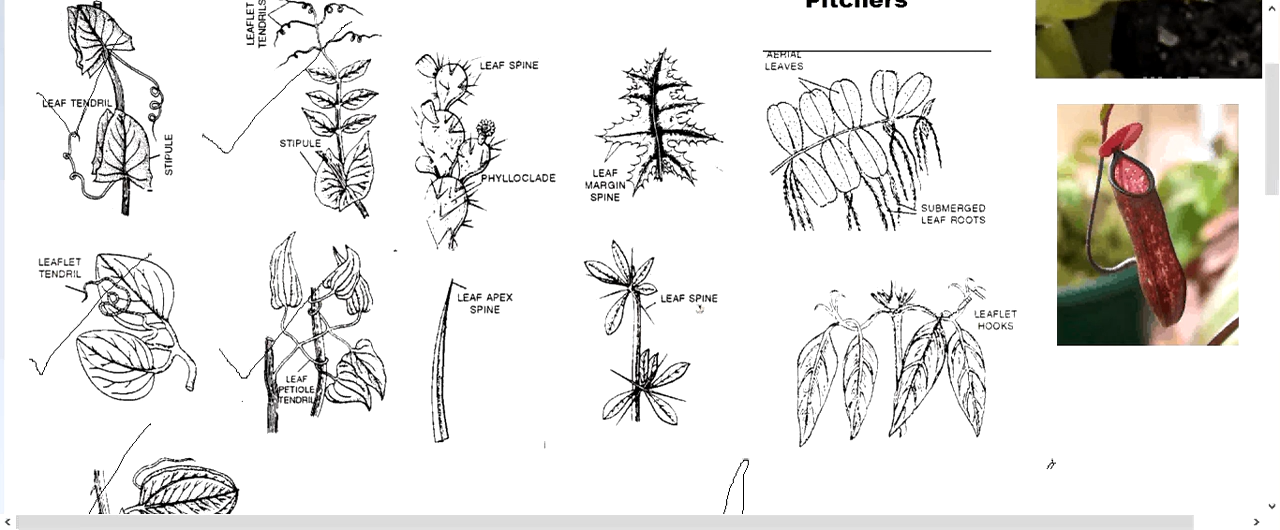 Pitchers
LEAFLET
TENDRILS
LEAF TENDRIL
STIPULE
STIPULE
LEAF SPINE
PHYLLOCLADE
LEAF
MARGIN
SPINE
AERIAL
LEAVES
SUBMERGED
LEAF ROOTS
LEAFLET
TENDRIL
LEAF
PETIOLE
TENDRIL
LEAF APEX
SPINE
LEAF SPINE
LEAFLET
HOOKS